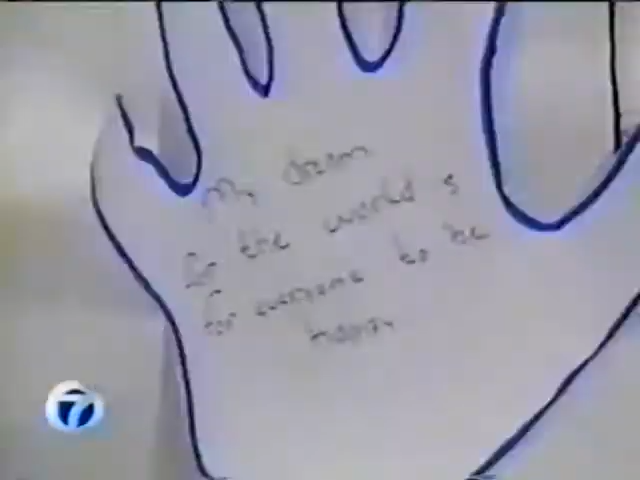 My dream
for the world is
for everyone to be
happy
7